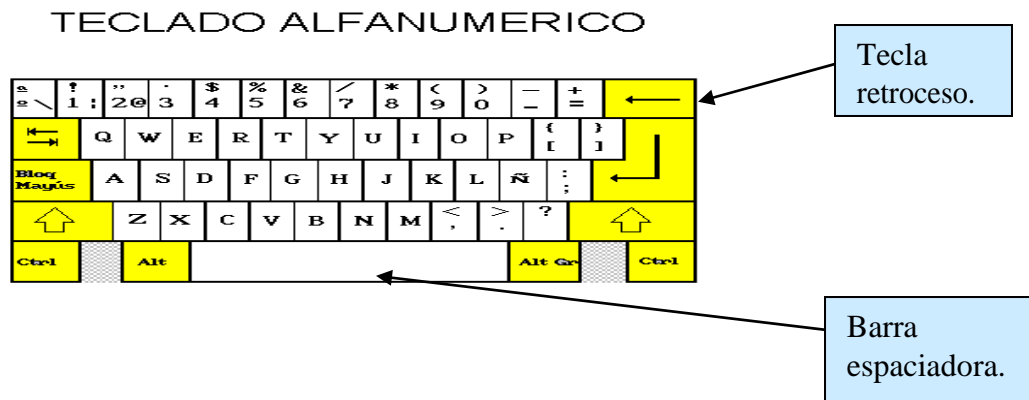 TECLADO ALFANUMERICO
Tecla
retroceso.
ª ! ” · $ % & / * ( ) — +
º \ 1 ¦ 2 @ 3 4 5 6 7 8 9 0 - =
Q W E R T Y U I O P { [ } ]
Bloq
Mayús
A S D F G H J K L Ñ : ;
Z X C V B N M < , > . ?
Ctrl Alt Alt Gr Ctrl
Barra
espaciadora.